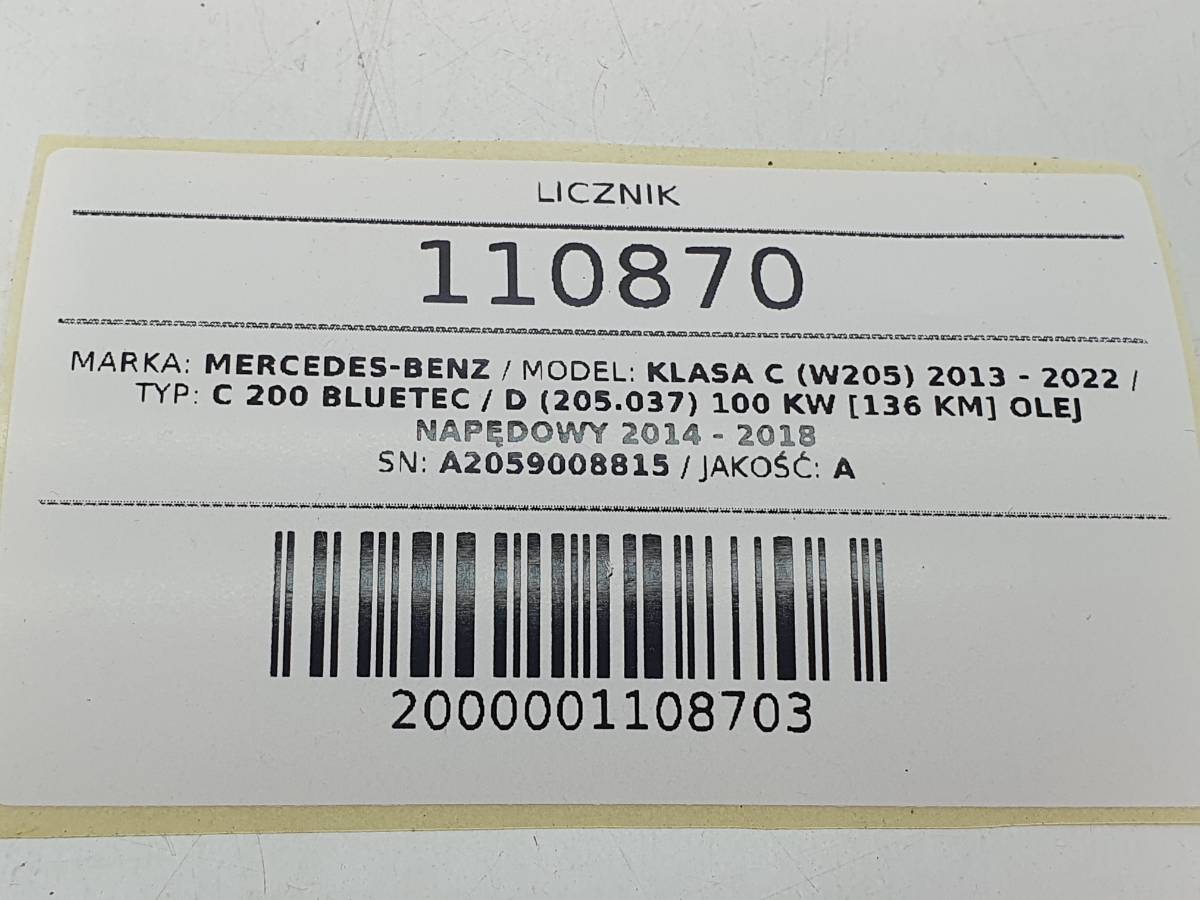 LICZNIK
110870
MARKA: MERCEDES-BENZ / MODEL: KLASA C (W205) 2013 - 2022 /
TYP: C 200 BLUETEC / D (205.037) 100 KW [136 KM] OLEJ
NAPĘDOWY 2014 - 2018
SN: A2059008815 / JAKOŚĆ: A
2000001108703